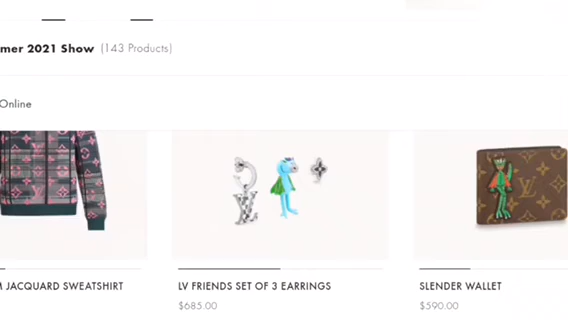 mer 2021 Show (143 Products)
Online
M JACQUARD SWEATSHIRT
LV FRIENDS SET OF 3 EARRINGS
$685.00
SLENDER WALLET
$590.00